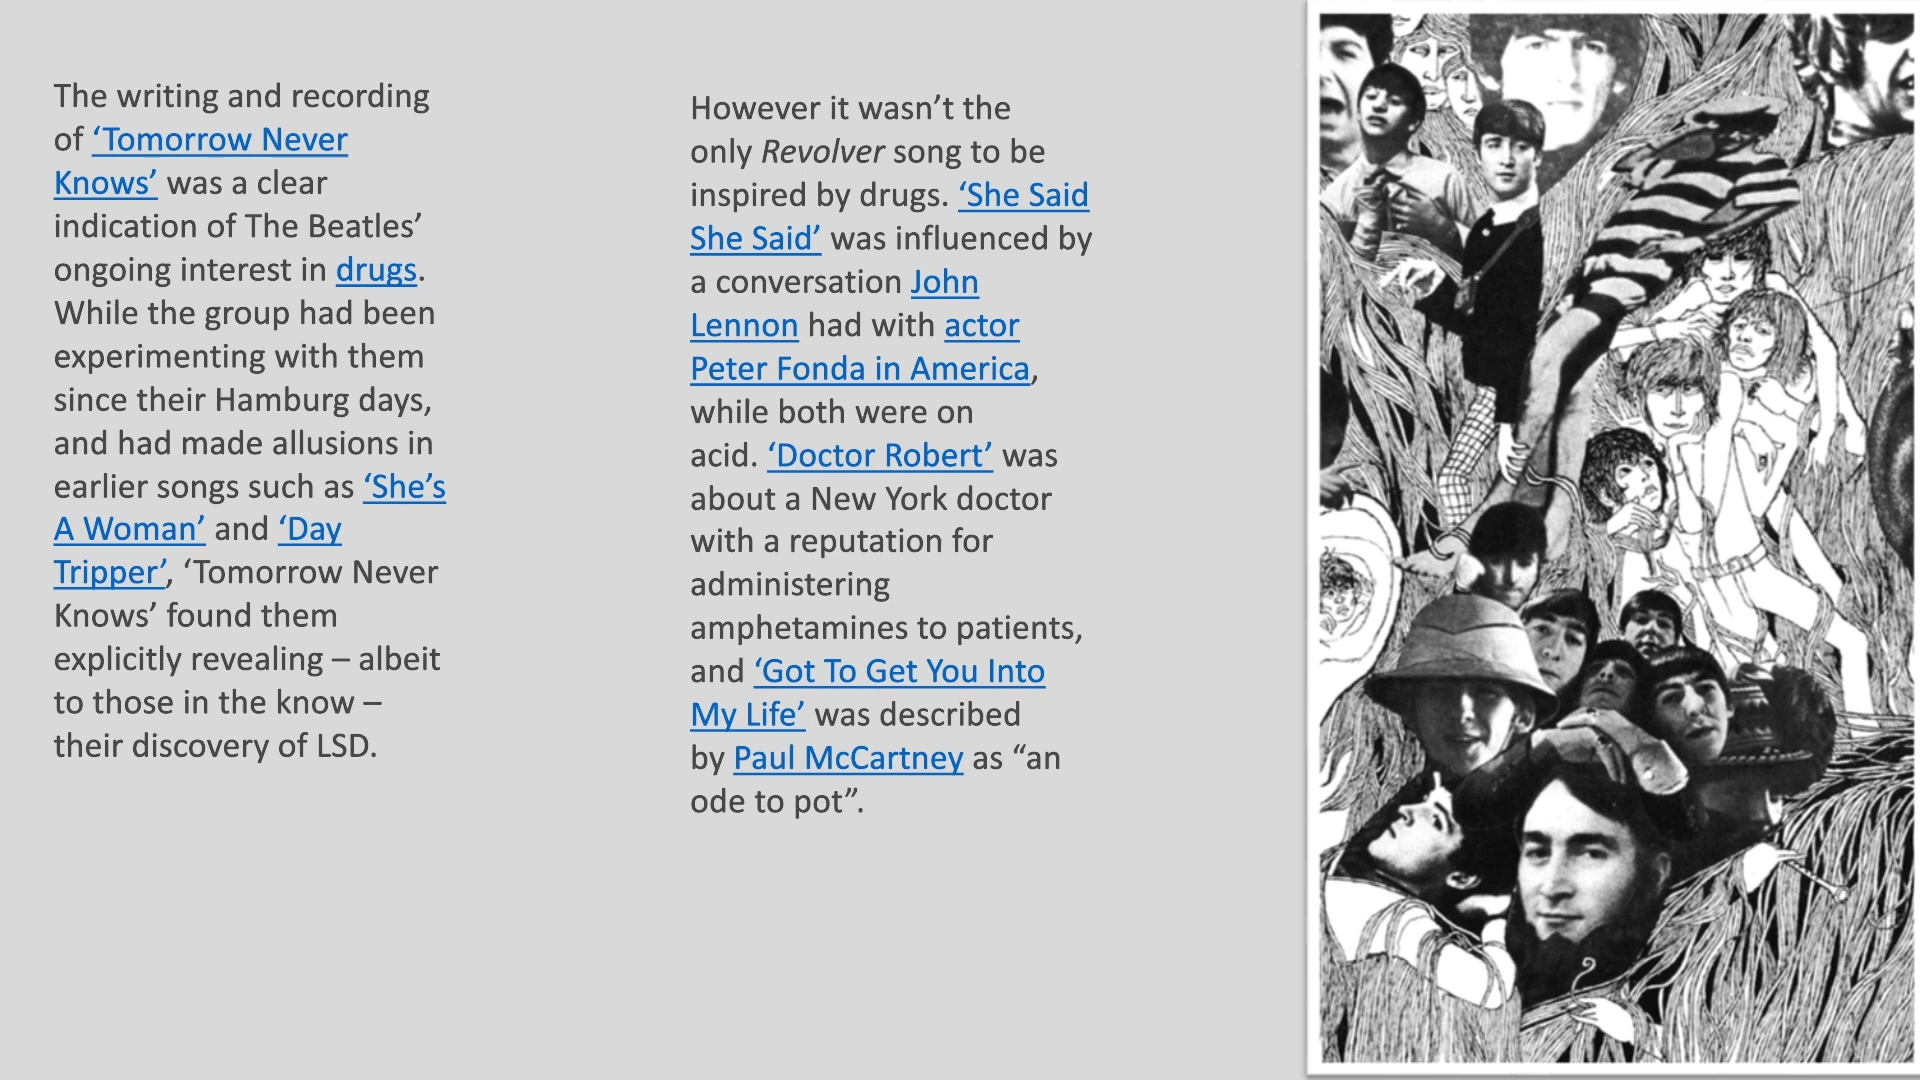 The writing and recording
of ‘Tomorrow Never
Knows’ was a clear
indication of The Beatles’
ongoing interest in drugs.
While the group had been
experimenting with them
since their Hamburg days,
and had made allusions in
earlier songs such as ‘She’s
A Woman’ and ‘Day
Tripper’, ‘Tomorrow Never
Knows’ found them
explicitly revealing – albeit
to those in the know –
their discovery of LSD.
However it wasn’t the
only Revolver song to be
inspired by drugs. ‘She Said
She Said’ was influenced by
a conversation John
Lennon had with actor
Peter Fonda in America,
while both were on
acid. ‘Doctor Robert’ was
about a New York doctor
with a reputation for
administering
amphetamines to patients,
and ‘Got To Get You Into
My Life’ was described
by Paul McCartney as “an
ode to pot”.